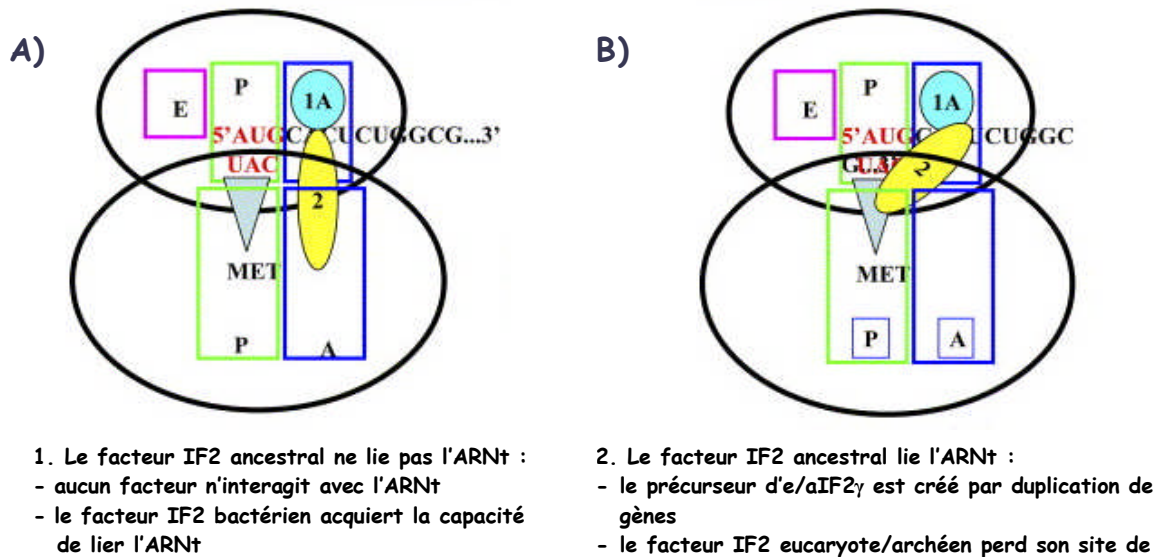 A)
P
E
1A
5'AUGCACUCUGGCG...3'
UAC
2
MET
P
A
B)
P
E
1A
5'AUGC
UCUGGC
G...3'
2
MET
P
A
1. Le facteur IF2 ancestral ne lie pas l'ARNt :
- aucun facteur n'interagit avec l'ARNt
- le facteur IF2 bactérien acquiert la capacité
de lier l'ARNt
2. Le facteur IF2 ancestral lie l'ARNt :
- le précurseur d'e/aIF2γ est créé par duplication de
gènes
- le facteur IF2 eucaryote/archéen perd son site de